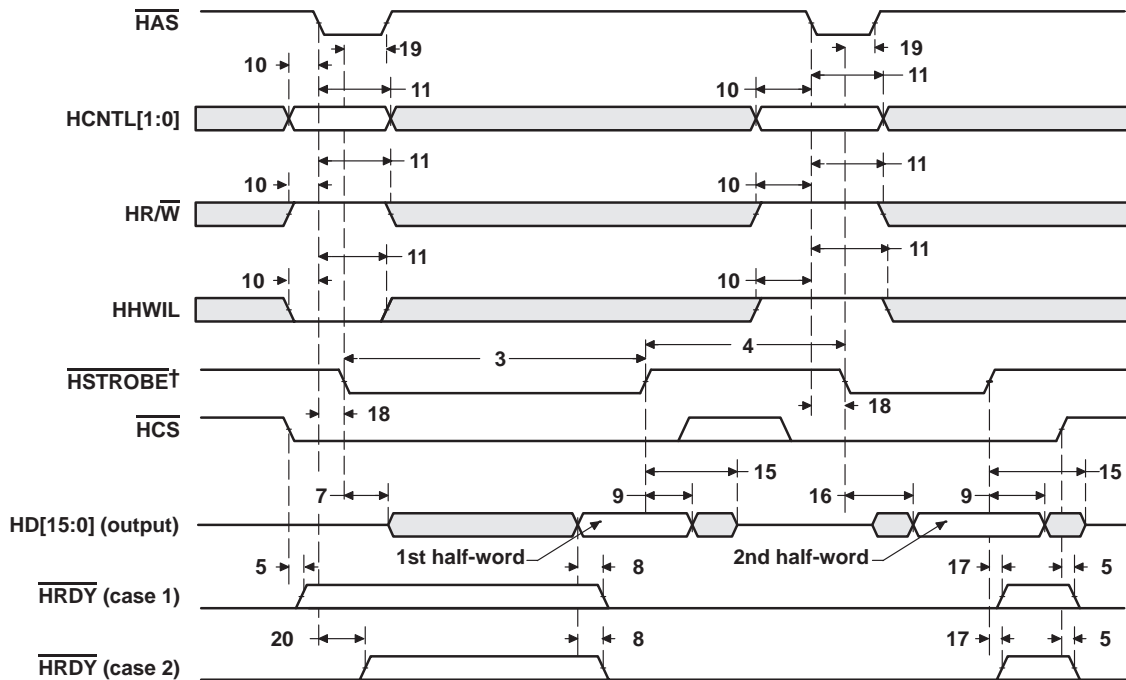 HAS
19 19
10 11
10 11
HCNTL[1:0]
11 11
10 10
HR/W
11 11
10 10
HHWIL
3 4
HSTROBE†
18 18
HCS
15 15
7 9 16 9
HD[15:0] (output)
1st half-word 2nd half-word
5 8 17 5
HRDY (case 1)
20 8 17 5
HRDY (case 2)